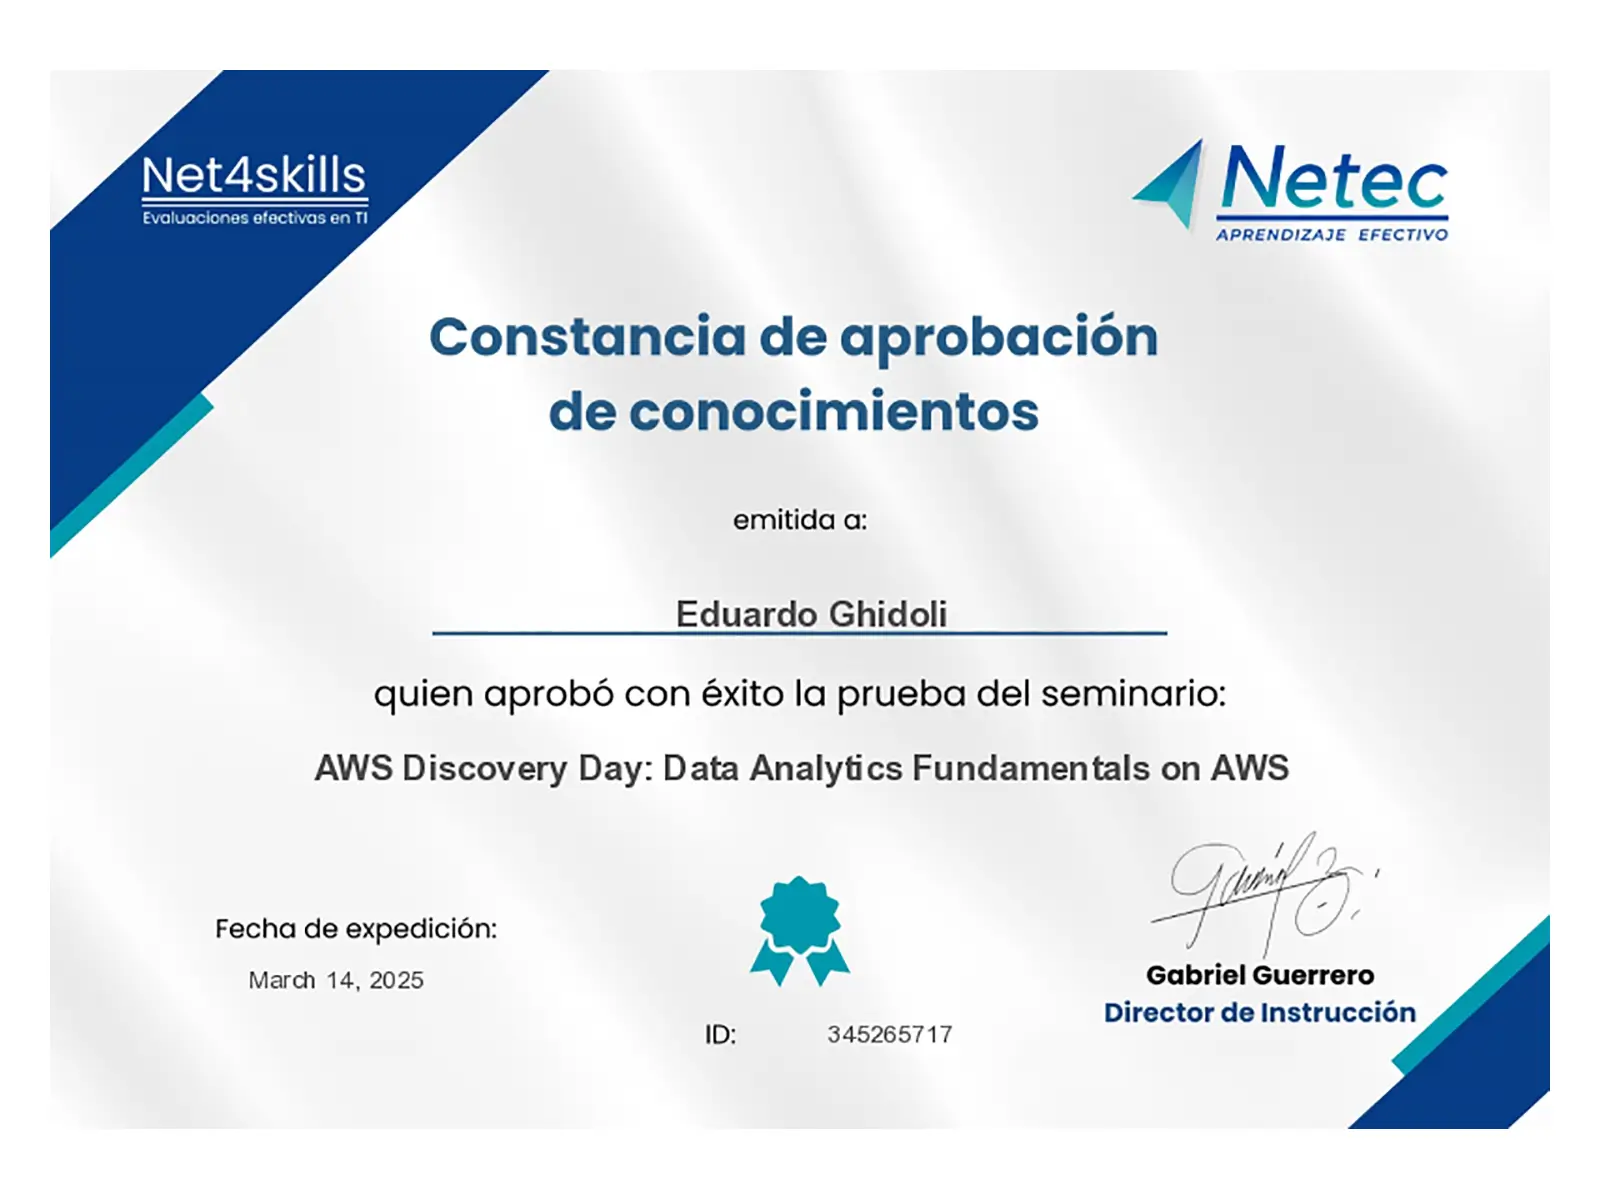 Net4skills
Evaluaciones efectivas en TI
Netec
APRENDIZAJE EFECTIVO
Constancia de aprobación
de conocimientos
emitida a:
Eduardo Ghidoli
quien aprobó con éxito la prueba del seminario:
AWS Discovery Day: Data Analytics Fundamentals on AWS
Fecha de expedición:
March 14, 2025
ID: 345265717
Gabriel Guerrero
Director de Instrucción